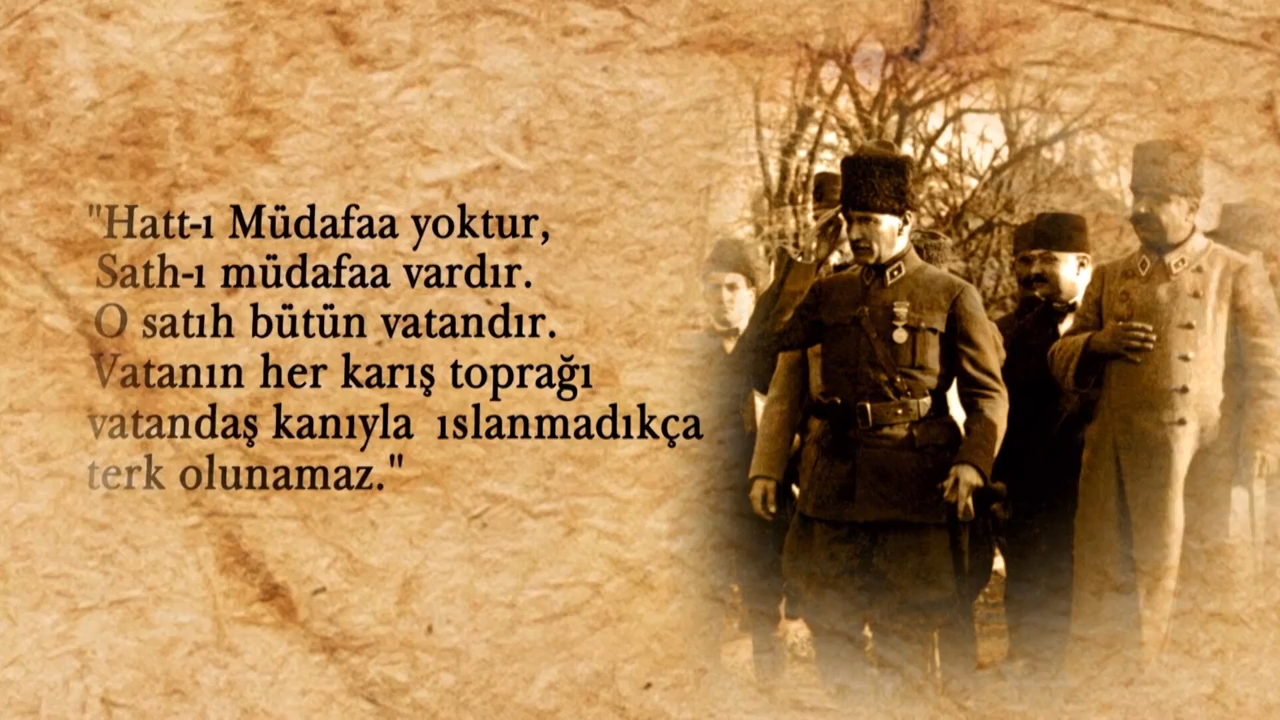 "Hatt-ı Müdafaa yoktur,
Sath-ı müdafaa vardır.
O satıh bütün vatandır.
Vatanın her karış toprağı
vatandaş kanıyla ıslanmadıkça
terk olunamaz."